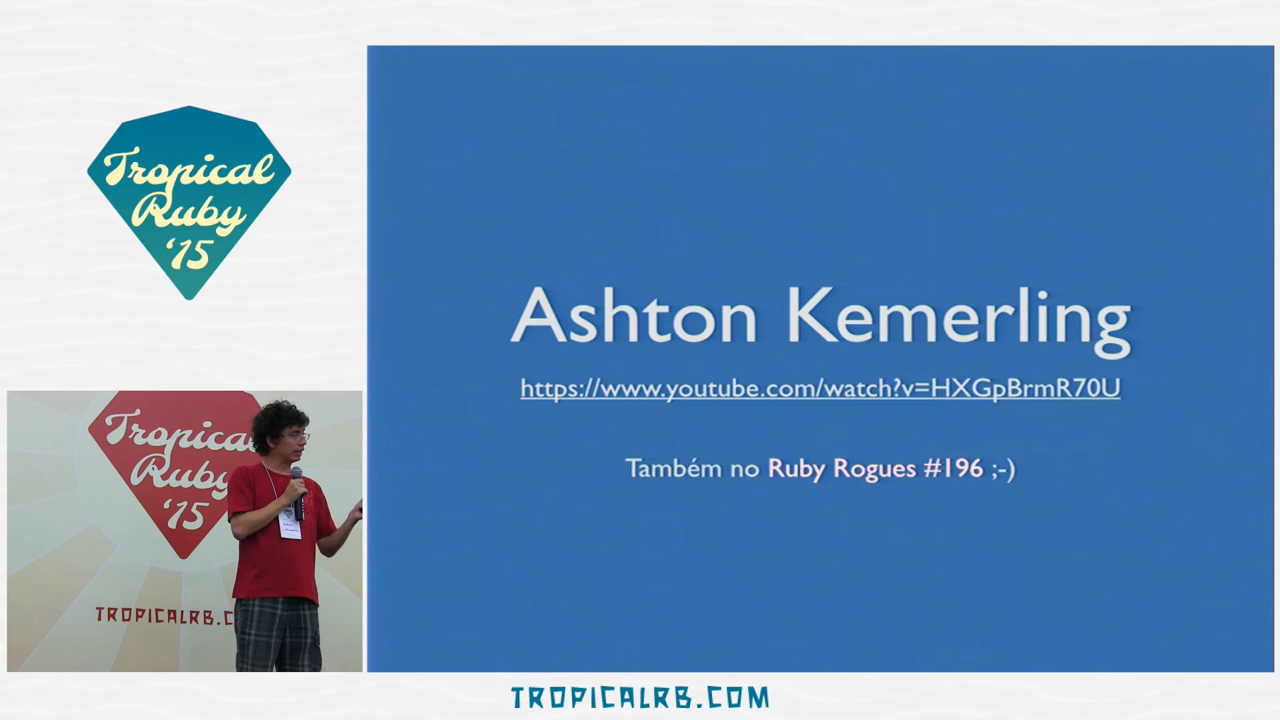 Tropical
Ruby
'15
Ashton Kemerling
https://www.youtube.com/watch?v=HXGpBrmR70U
Também no Ruby Rogues #196 ;-)
Tropical
Ruby
'15
TROPICALRB.C
TROPICALRB.COM